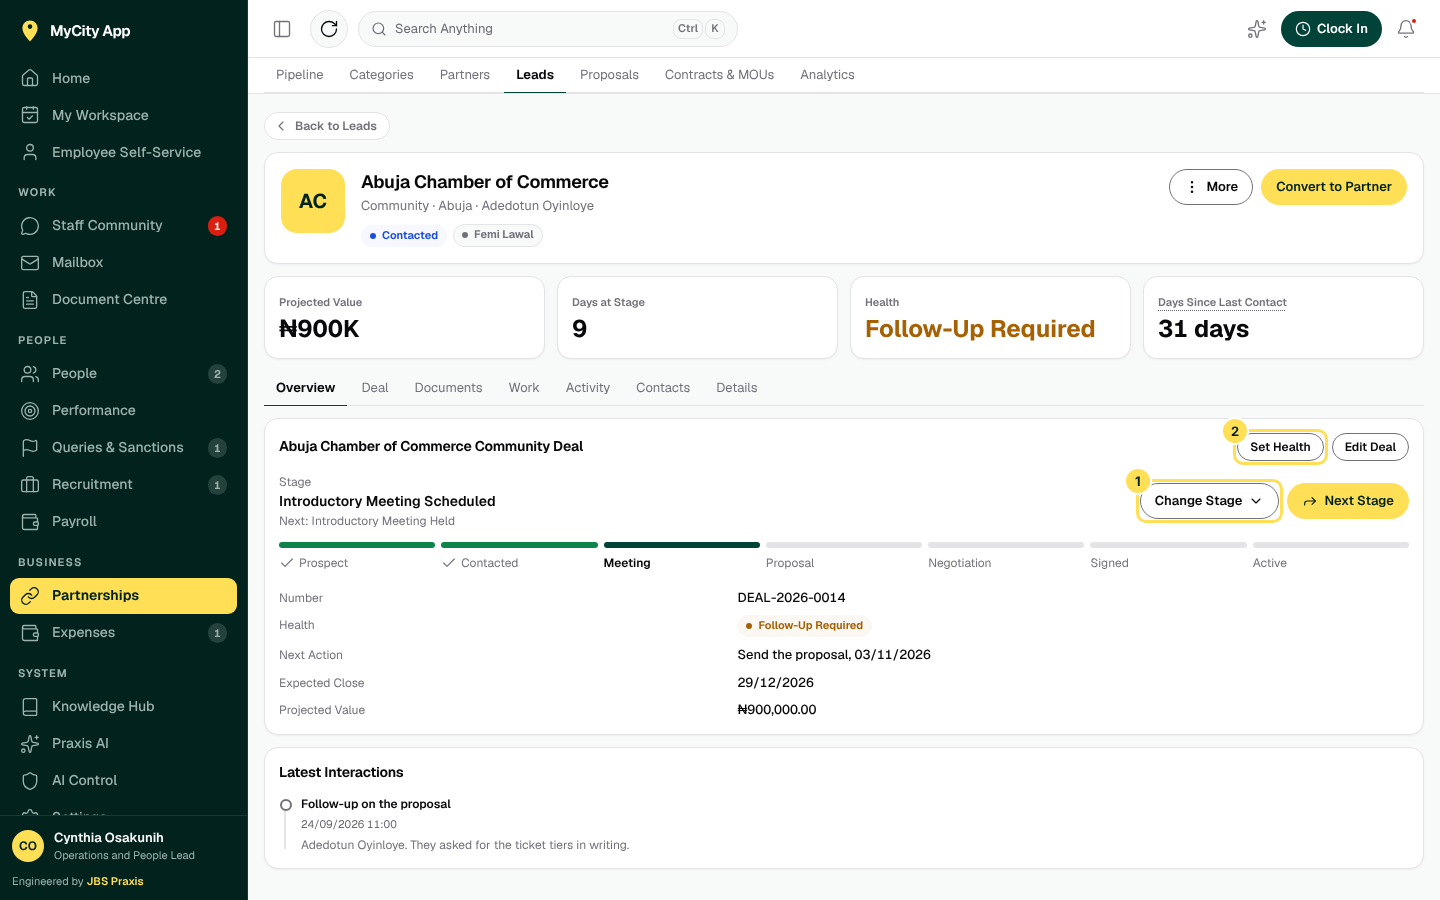 MyCity App
Home
My Workspace
Employee Self-Service
WORK
Staff Community 1
Mailbox
Document Centre
PEOPLE
People 2
Performance
Queries & Sanctions 1
Recruitment 1
Payroll
BUSINESS
Partnerships
Expenses 1
SYSTEM
Knowledge Hub
Praxis AI
AI Control
Settings
CO
Cynthia Osakunih
Operations and People Lead
Engineered by JBS Praxis
Search Anything Ctrl K
Clock In
Pipeline Categories Partners Leads Proposals Contracts & MOUs Analytics
Back to Leads
AC
Abuja Chamber of Commerce
Community · Abuja · Adedotun Oyinloye
Contacted Femi Lawal
More Convert to Partner
Projected Value
₦900K
Days at Stage
9
Health
Follow-Up Required
Days Since Last Contact
31 days
Overview Deal Documents Work Activity Contacts Details
Abuja Chamber of Commerce Community Deal
2 Set Health Edit Deal
Stage
Introductory Meeting Scheduled
Next: Introductory Meeting Held
1 Change Stage Next Stage
Prospect Contacted Meeting Proposal Negotiation Signed Active
Number DEAL-2026-0014
Health Follow-Up Required
Next Action Send the proposal, 03/11/2026
Expected Close 29/12/2026
Projected Value ₦900,000.00
Latest Interactions
Follow-up on the proposal
24/09/2026 11:00
Adedotun Oyinloye. They asked for the ticket tiers in writing.